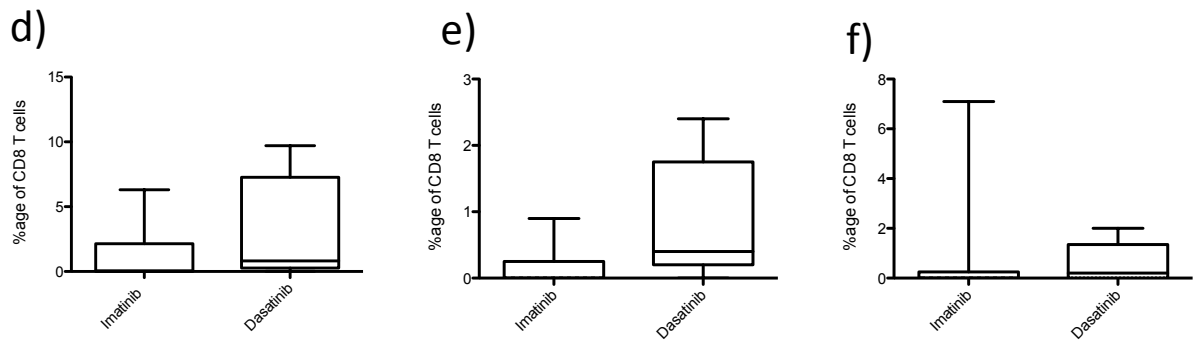 d)
%age of CD8 T cells
15
10
5
0
Imatinib
Dasatinib
e)
%age of CD8 T cells
3
2
1
0
Imatinib
Dasatinib
f)
%age of CD8 T cells
8
6
4
2
0
Imatinib
Dasatinib